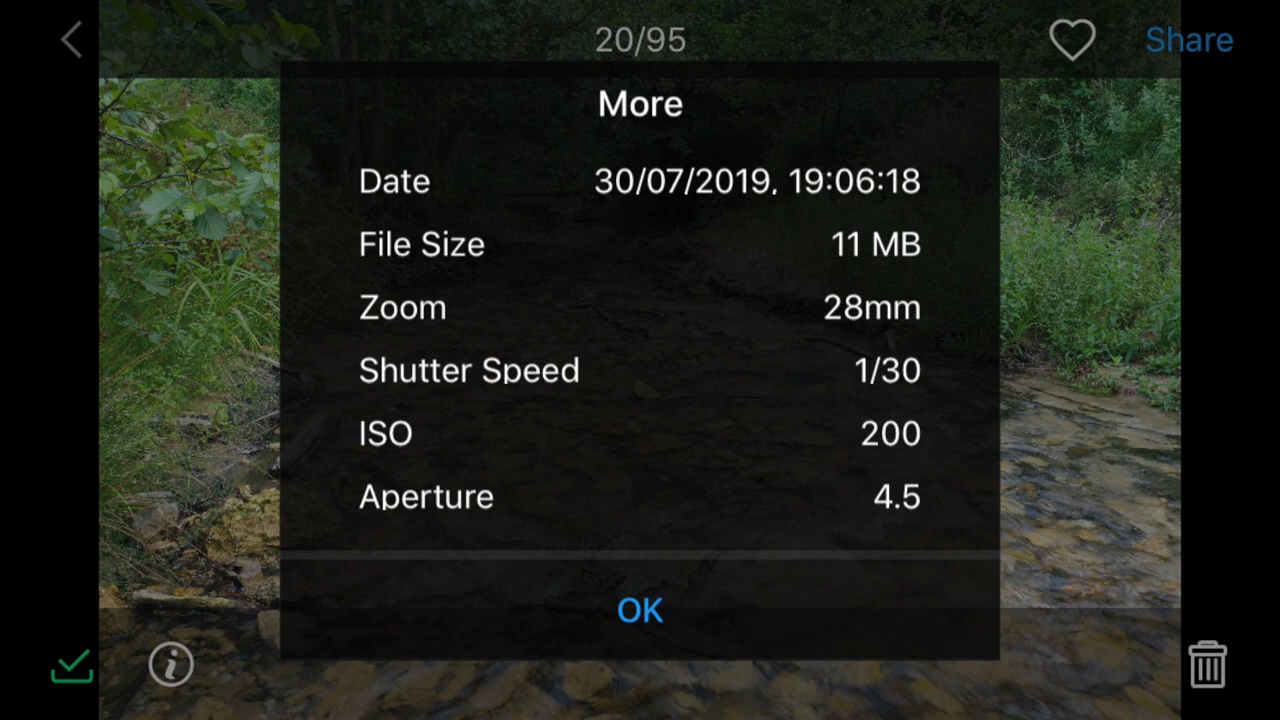 20/95
Share
More
Date 30/07/2019, 19:06:18
File Size 11 MB
Zoom 28mm
Shutter Speed 1/30
ISO 200
Aperture 4.5
OK